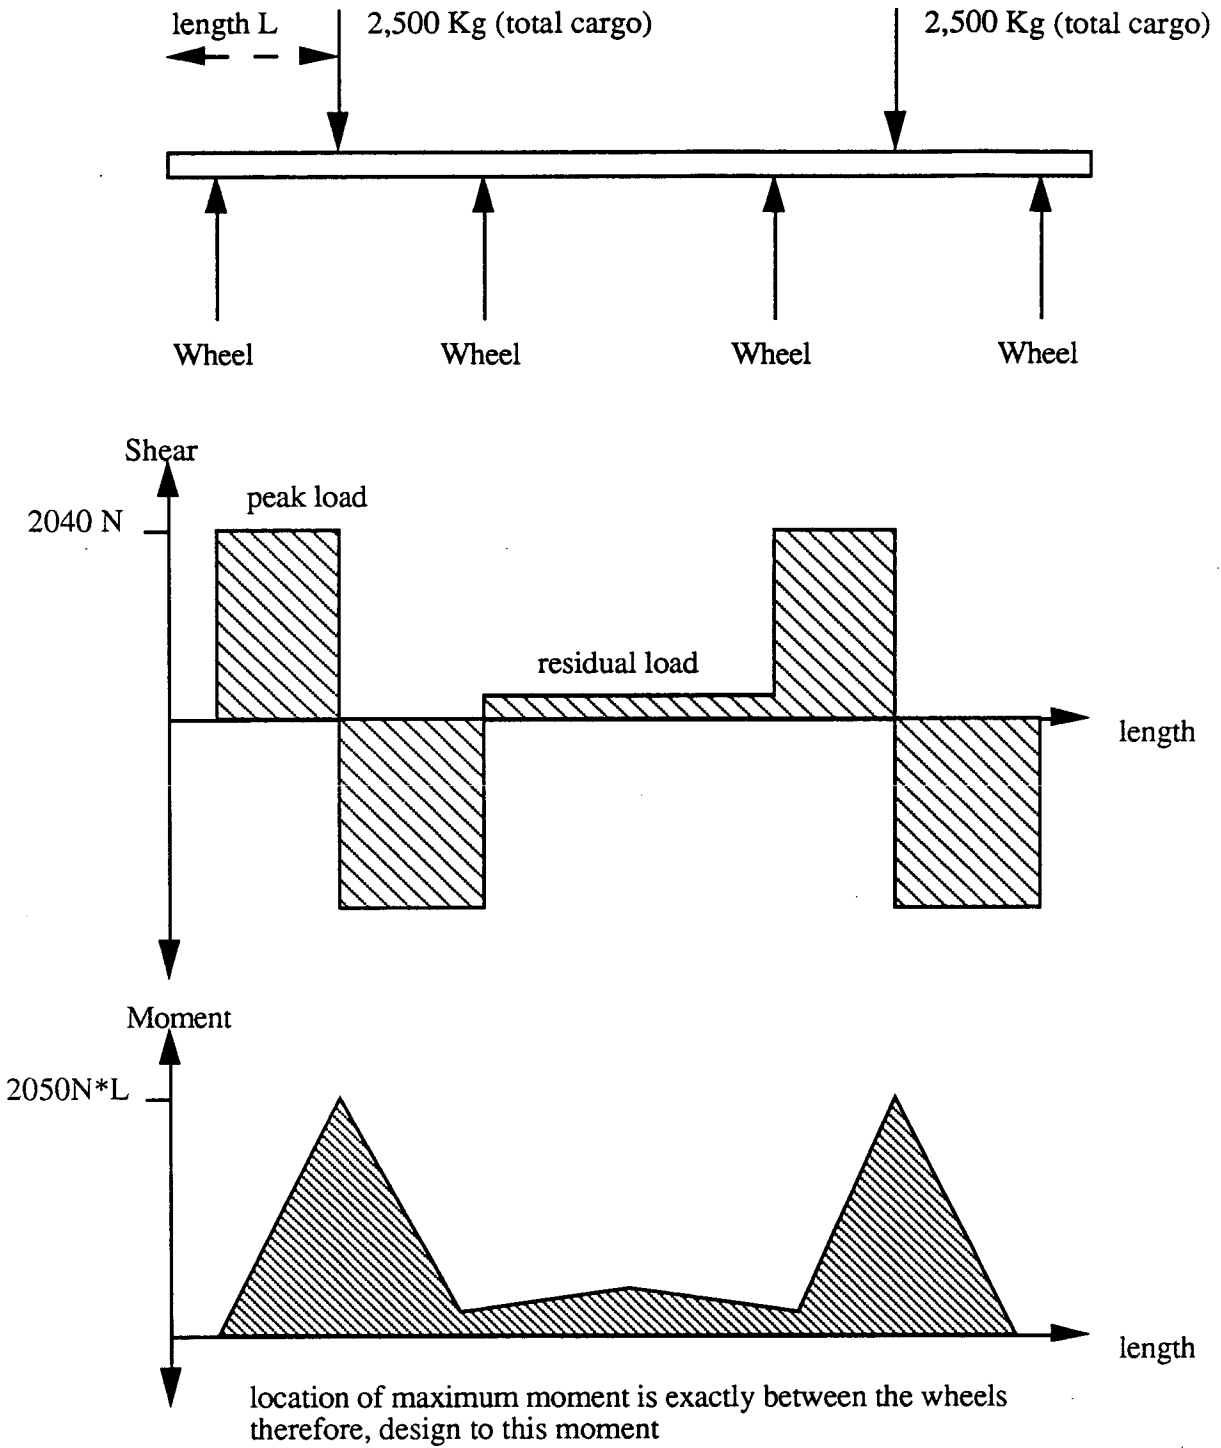 length L
2,500 Kg (total cargo)
2,500 Kg (total cargo)
Wheel
Wheel
Wheel
Wheel
Shear
peak load
2040 N
residual load
length
Moment
2050N*L
length
location of maximum moment is exactly between the wheels
therefore, design to this moment